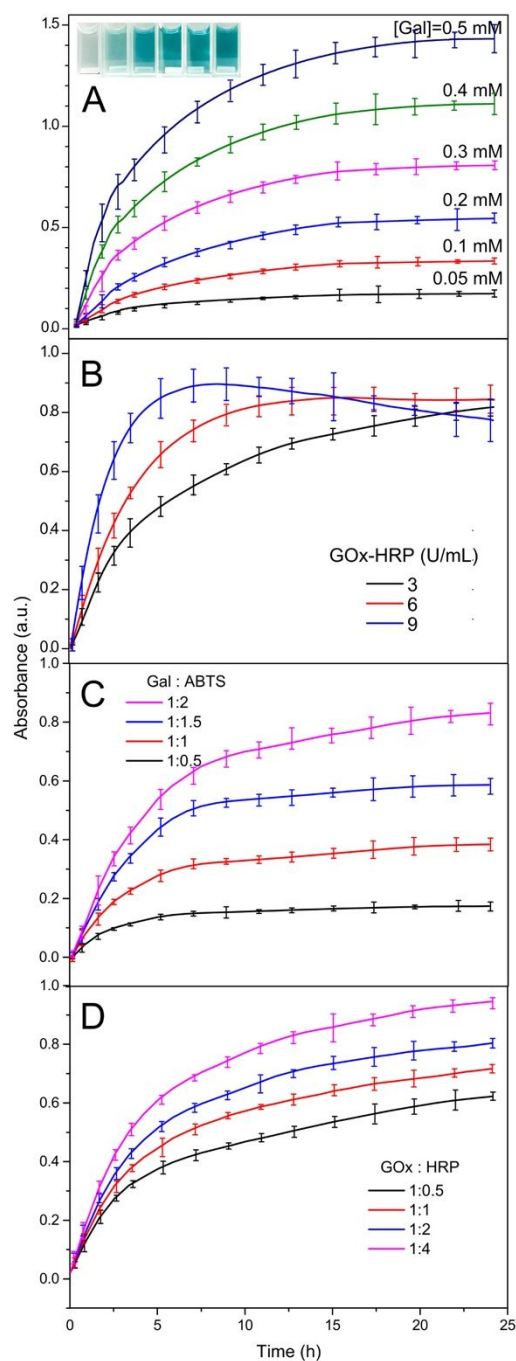 A
[Gal]=0.5 mM
0.4 mM
0.3 mM
0.2 mM
0.1 mM
0.05 mM
1.5
1.0
0.5
0.0
B
GOx-HRP (U/mL)
3
6
9
1.0
0.8
0.6
0.4
0.2
0.0
Absorbance (a.u.)
C
Gal : ABTS
1:2
1:1.5
1:1
1:0.5
1.0
0.8
0.6
0.4
0.2
0.0
D
GOx : HRP
1:0.5
1:1
1:2
1:4
1.0
0.8
0.6
0.4
0.2
0.0
0 5 10 15 20 25
Time (h)